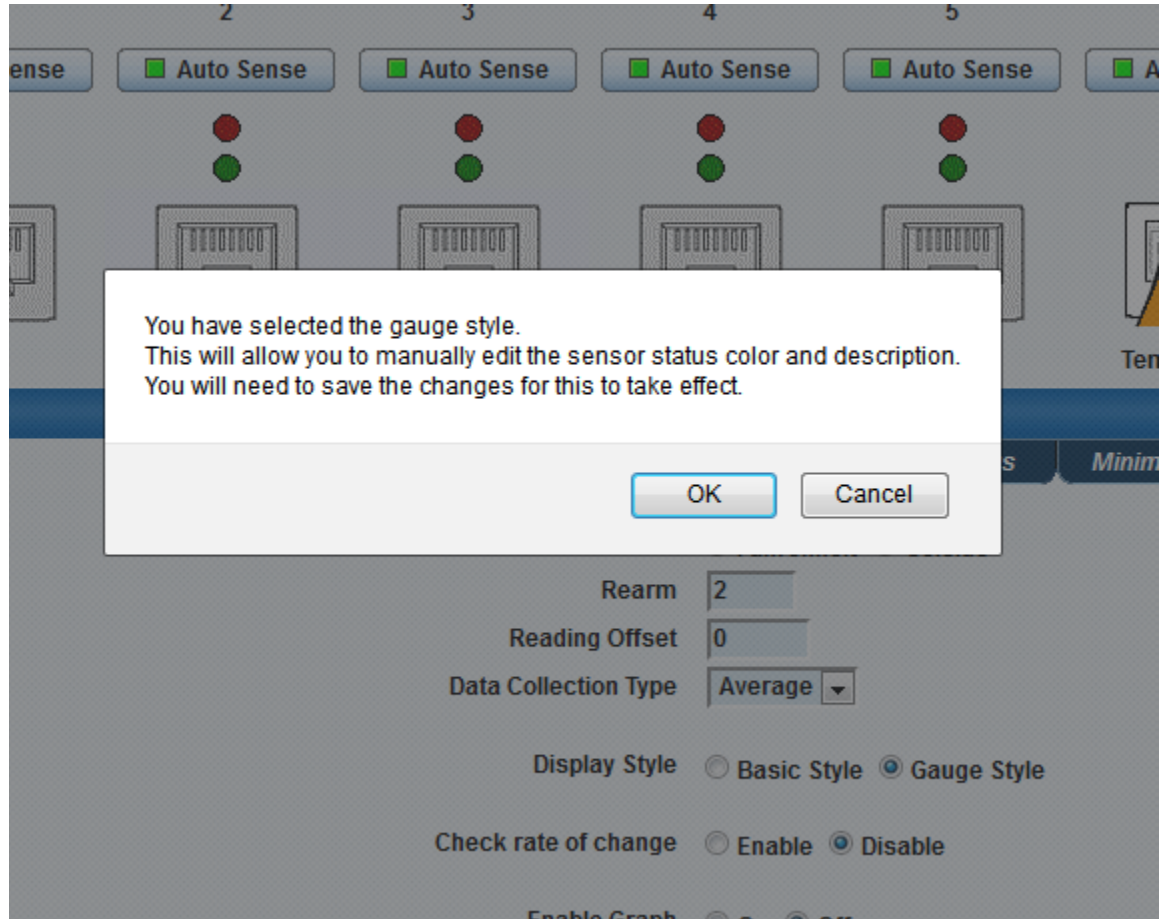 2 3 4 5
Auto Sense Auto Sense Auto Sense Auto Sense
You have selected the gauge style.
This will allow you to manually edit the sensor status color and description.
You will need to save the changes for this to take effect.
OK Cancel
Rearm 2
Reading Offset 0
Data Collection Type Average
Display Style Basic Style Gauge Style
Check rate of change Enable Disable
Enable Graph